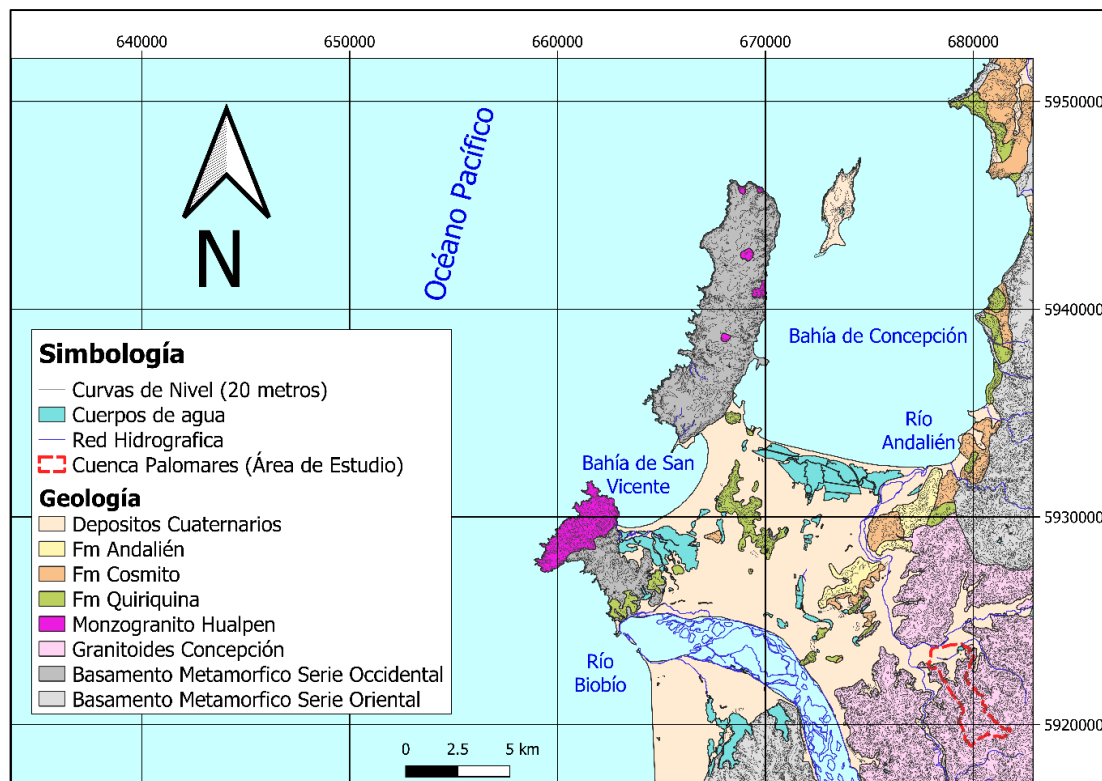 640000
650000
660000
670000
680000
5950000
Océano Pacífico
N
5940000
Bahía de Concepción
Simbología
Curvas de Nivel (20 metros)
Cuerpos de agua
Red Hidrografica
Cuenca Palomares (Área de Estudio)
Geología
Depositos Cuaternarios
Fm Andalién
Fm Cosmito
Fm Quiriquina
Monzogranito Hualpen
Granitoides Concepción
Basamento Metamorfico Serie Occidental
Basamento Metamorfico Serie Oriental
Río
Andalién
Bahía de San
Vicente
5930000
Río
Biobío
5920000
0 2.5 5 km